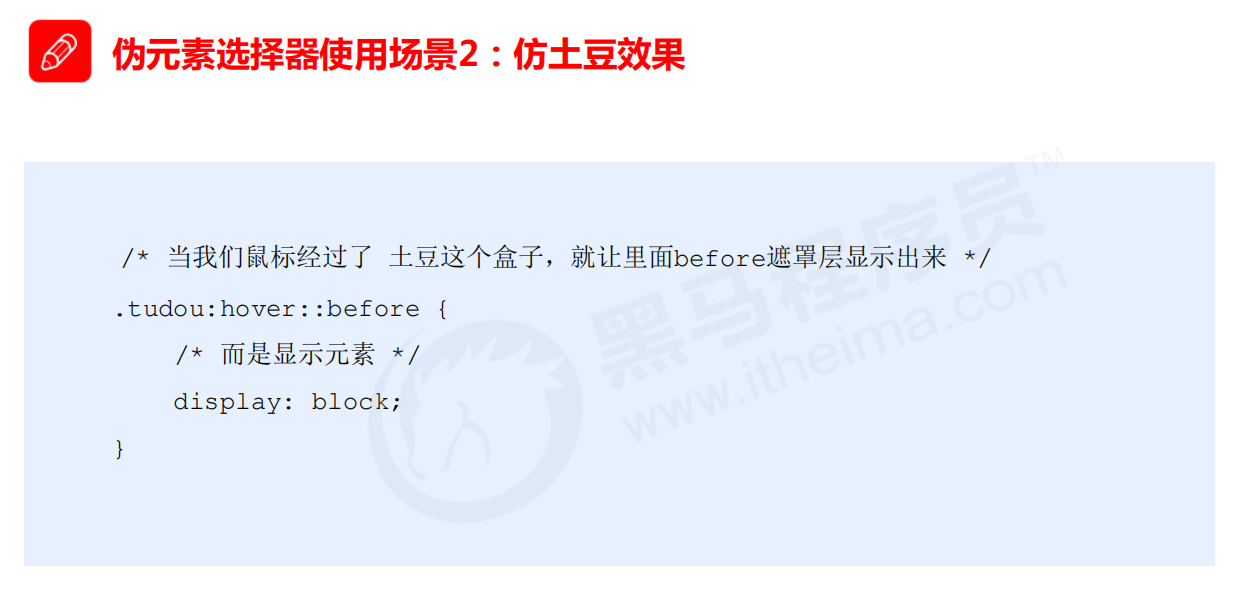 伪元素选择器使用场景2：仿土豆效果
/* 当我们鼠标经过了 土豆这个盒子，就让里面before遮罩层显示出来 */
.tudou:hover::before {
/* 而是显示元素 */
display: block;
}
黑马程序员™
www.itheima.com